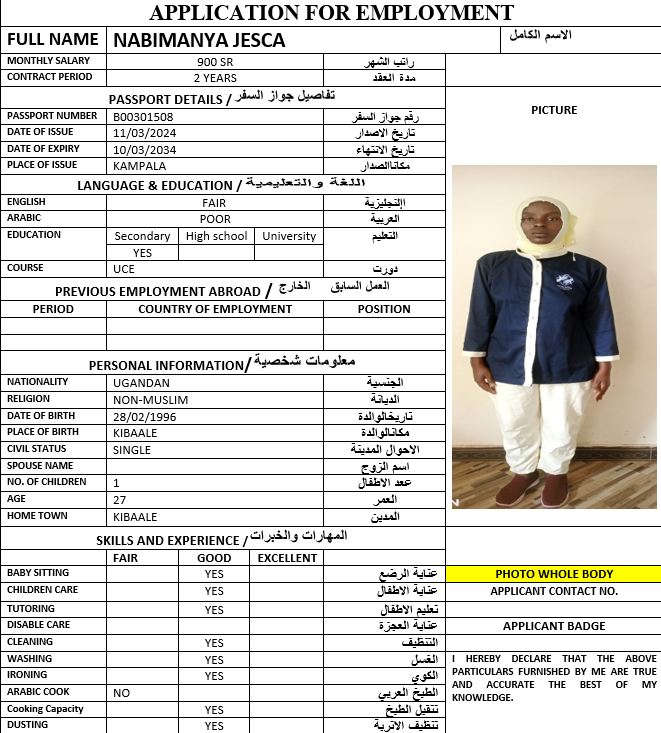 APPLICATION FOR EMPLOYMENT
FULL NAME NABIMANYA JESCA الاسم الكامل
MONTHLY SALARY 900 SR راتب الشهر
CONTRACT PERIOD 2 YEARS مدة العقد
PASSPORT DETAILS / تفاصيل جواز السفر
PICTURE
PASSPORT NUMBER B00301508 رقم جواز السفر
DATE OF ISSUE 11/03/2024 تاريخ الاصدار
DATE OF EXPIRY 10/03/2034 تاريخ الانتهاء
PLACE OF ISSUE KAMPALA مكاناالصدار
LANGUAGE & EDUCATION / اللغة والتعليمية
ENGLISH FAIR اإلنجليزية
ARABIC POOR العربية
EDUCATION Secondary High school University التعليم
YES
COURSE UCE دورت
PREVIOUS EMPLOYMENT ABROAD / العمل السابق الخارج
PERIOD COUNTRY OF EMPLOYMENT POSITION
PERSONAL INFORMATION/ معلومات شخصية
NATIONALITY UGANDAN الجنسية
RELIGION NON-MUSLIM الديانة
DATE OF BIRTH 28/02/1996 تاريخالوالدة
PLACE OF BIRTH KIBAALE مكانالوالدة
CIVIL STATUS SINGLE الاحوال المدينة
SPOUSE NAME اسم الزوج
NO. OF CHILDREN 1 عدد الاطفال
AGE 27 العمر
HOME TOWN KIBAALE المدين
SKILLS AND EXPERIENCE / المهارات والخبرات
FAIR GOOD EXCELLENT
BABY SITTING YES عناية الرضع
PHOTO WHOLE BODY
CHILDREN CARE YES عناية الاطفال
APPLICANT CONTACT NO.
TUTORING YES تعليم الاطفال
DISABLE CARE عناية العجزة
APPLICANT BADGE
CLEANING YES التنظيف
WASHING YES الغسل
IRONING YES الكوي
ARABIC COOK NO الطبخ العربي
Cooking Capacity YES تتقيل الطبخ
DUSTING YES تنظيف الاتربة
I HEREBY DECLARE THAT THE ABOVE
PARTICULARS FURNISHED BY ME ARE TRUE
AND ACCURATE THE BEST OF MY
KNOWLEDGE.